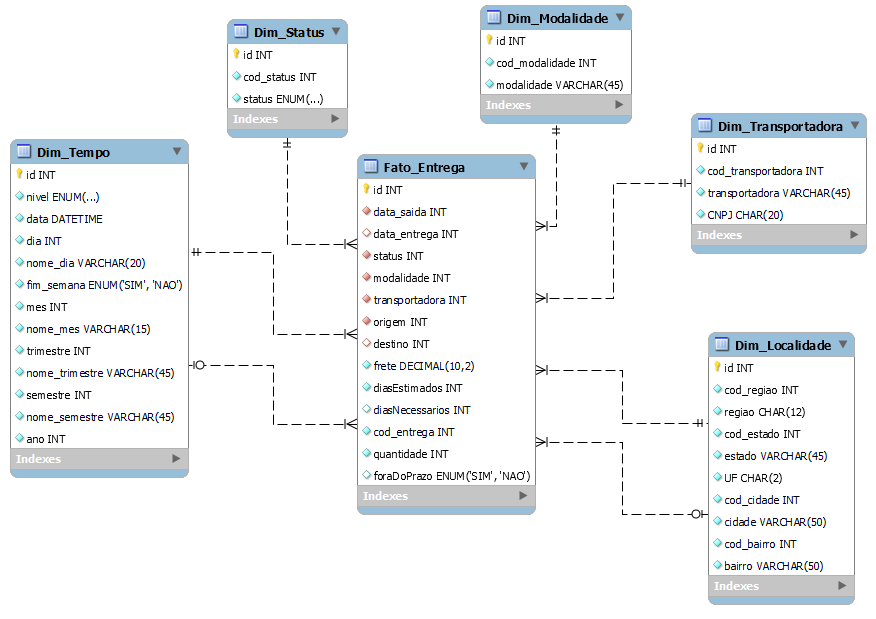 Dim_Status
id INT
cod_status INT
status ENUM(...)
Indexes
Dim_Modalidade
id INT
cod_modalidade INT
modalidade VARCHAR(45)
Indexes
Dim_Transportadora
id INT
cod_transportadora INT
transportadora VARCHAR(45)
CNPJ CHAR(20)
Indexes
Dim_Tempo
id INT
nivel ENUM(...)
data DATETIME
dia INT
nome_dia VARCHAR(20)
fim_semana ENUM('SIM', 'NAO')
mes INT
nome_mes VARCHAR(15)
trimestre INT
nome_trimestre VARCHAR(45)
semestre INT
nome_semestre VARCHAR(45)
ano INT
Indexes
Fato_Entrega
id INT
data_saida INT
data_entrega INT
status INT
modalidade INT
transportadora INT
origem INT
destino INT
frete DECIMAL(10,2)
diasEstimados INT
diasNecessarios INT
cod_entrega INT
quantidade INT
foraDoPrazo ENUM('SIM', 'NAO')
Indexes
Dim_Localidade
id INT
cod_regiao INT
regiao CHAR(12)
cod_estado INT
estado VARCHAR(45)
UF CHAR(2)
cod_cidade INT
cidade VARCHAR(50)
cod_bairro INT
bairro VARCHAR(50)
Indexes